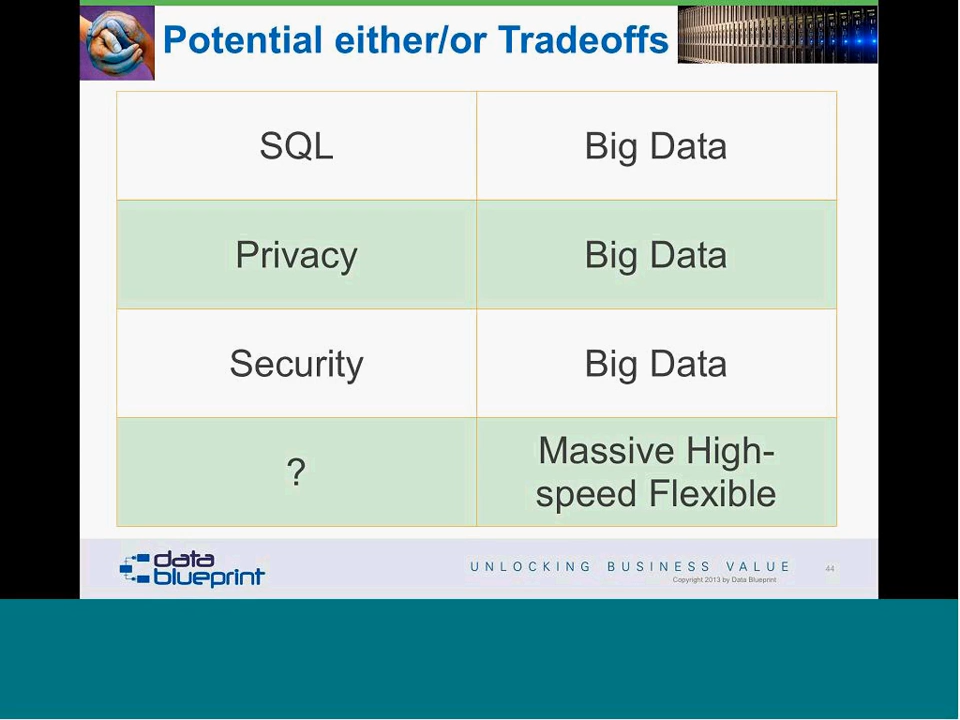 Potential either/or Tradeoffs
SQL
Big Data
Privacy
Big Data
Security
Big Data
?
Massive High-
speed Flexible
data
blueprint
UNLOCKING BUSINESS VALUE
44
Copyright 2013 by Data Blueprint